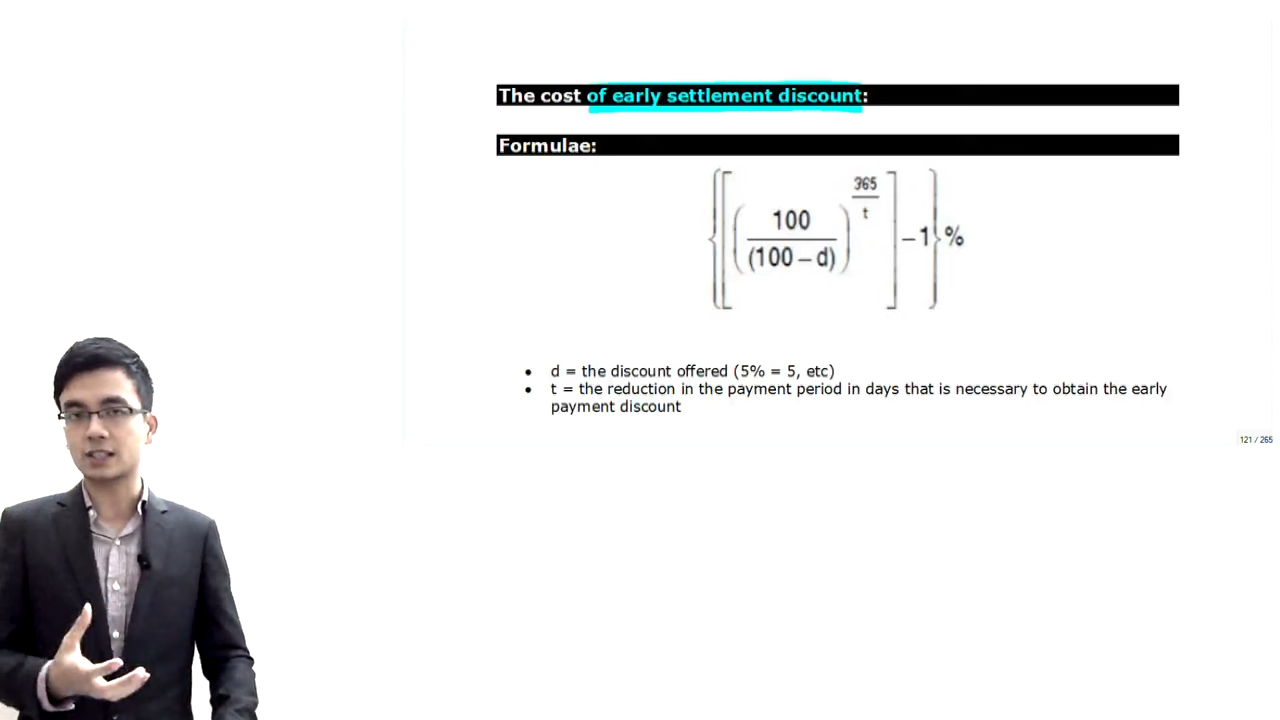 The cost of early settlement discount:
Formulae:
{[(100/(100 – d))^(365/t)] – 1}%
• d = the discount offered (5% = 5, etc)
• t = the reduction in the payment period in days that is necessary to obtain the early
payment discount
121 / 265